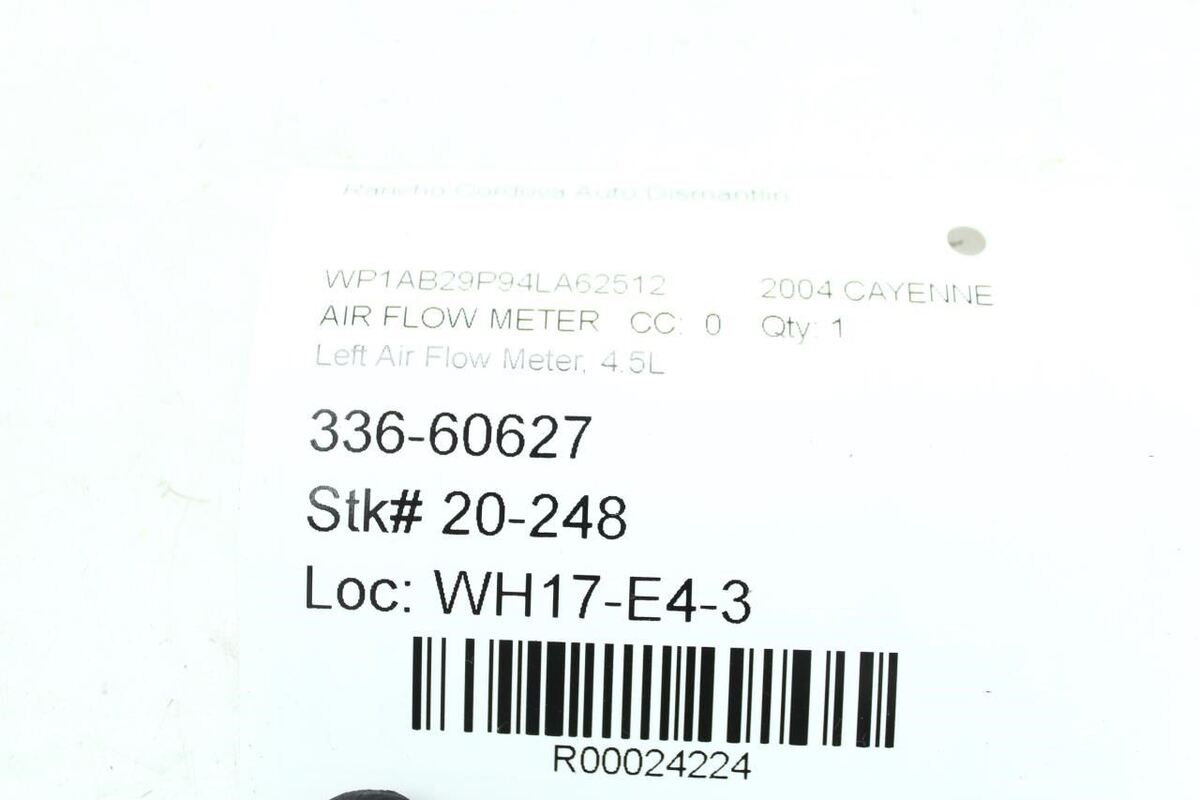 Rancho Cordova Auto Dismantlin
WP1AB29P94LA62512 2004 CAYENNE
AIR FLOW METER CC: 0 Qty: 1
Left Air Flow Meter, 4.5L
336-60627
Stk# 20-248
Loc: WH17-E4-3
R00024224